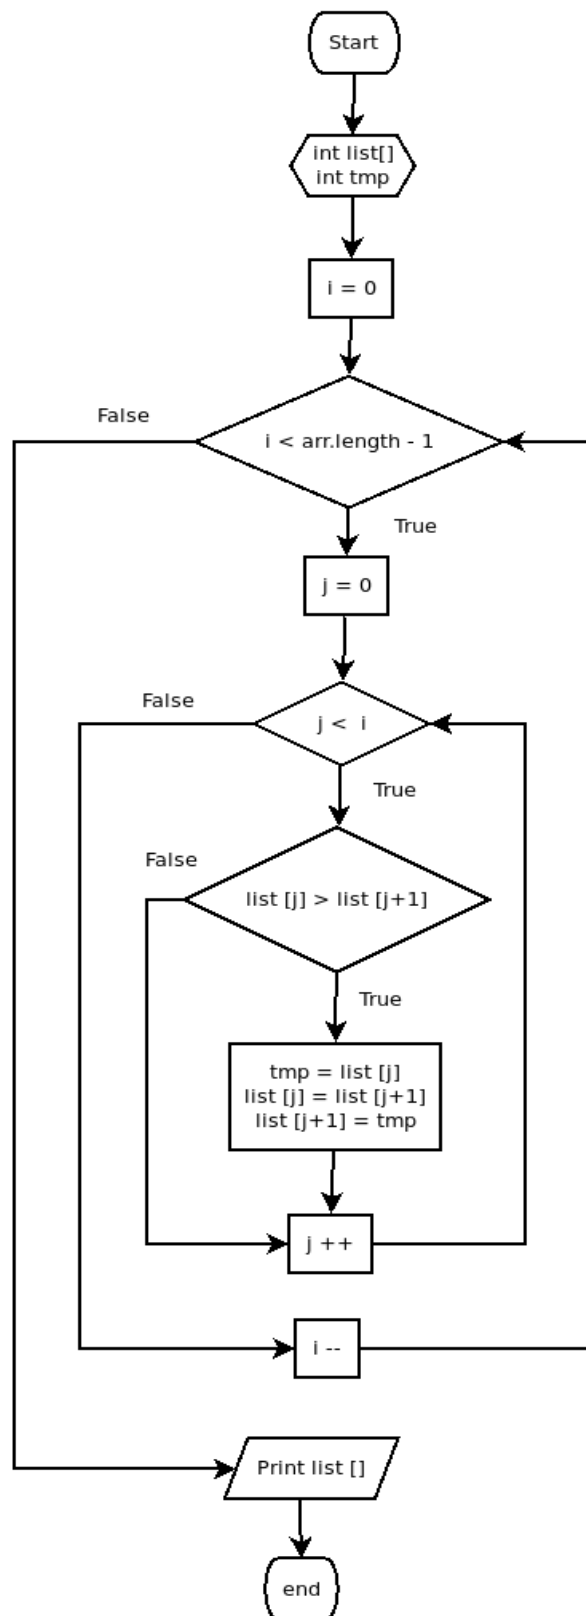 Start
int list[]
int tmp
i = 0
False
i < arr.length - 1
True
j = 0
False
j < i
True
False
list [j] > list [j+1]
True
tmp = list [j]
list [j] = list [j+1]
list [j+1] = tmp
j ++
i --
Print list []
end